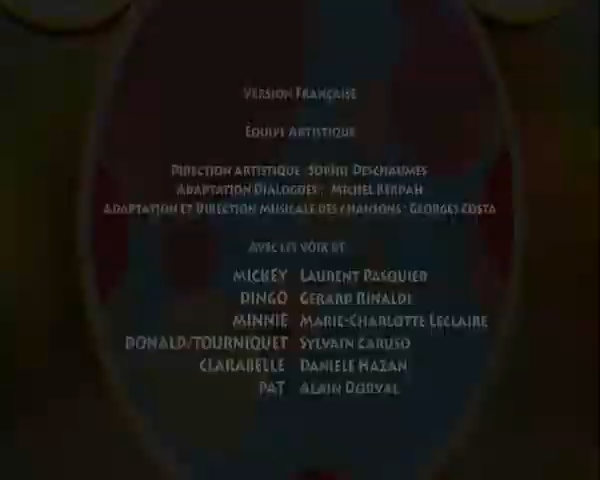 Version Française
Équipe Artistique
Direction artistique : Sophie Deschaumes
Adaptation Dialogues : Michel Berdah
Adaptation et Direction Musicale des chansons : Georges Costa
Avec les voix de
MICKEY Laurent Pasquier
DINGO Gérard Rinaldi
MINNIE Marie-Charlotte Leclaire
DONALD/TOURNIQUET Sylvain Caruso
CLARABELLE Danièle Hazan
PAT Alain Dorval